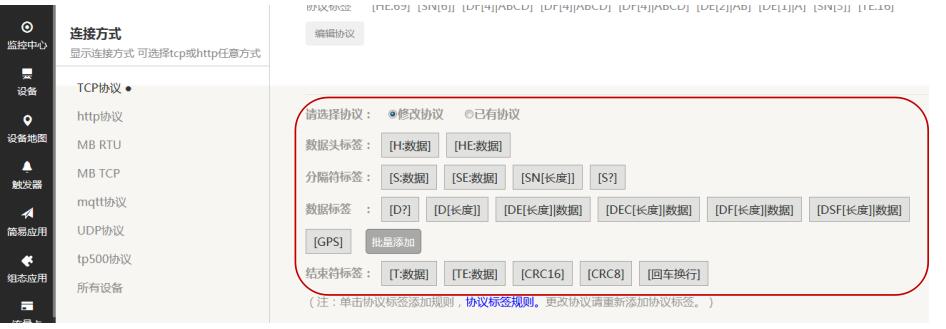 协议标签 [HE:69] [SN[6]] [DF[4]|ABCD] [DF[4]|ABCD] [DF[4]|ABCD] [DE[2]|AB] [DE[1]|A] [SN[5]] [TE:16]
监控中心
设备
设备地图
触发器
简易应用
组态应用
连接方式
显示连接方式 可选择tcp或http任意方式
TCP协议 ●
http协议
MB RTU
MB TCP
mqtt协议
UDP协议
tp500协议
所有设备
编辑协议
请选择协议: 修改协议 已有协议
数据头标签: [H:数据] [HE:数据]
分隔符标签: [S:数据] [SE:数据] [SN[长度]] [S?]
数据标签 : [D?] [D[长度]] [DE[长度]|数据] [DEC[长度]|数据] [DF[长度]|数据] [DSF[长度]|数据]
[GPS] 批量添加
结束符标签: [T:数据] [TE:数据] [CRC16] [CRC8] [回车换行]
(注:单击协议标签添加规则,协议标签规则。更改协议请重新添加协议标签。)